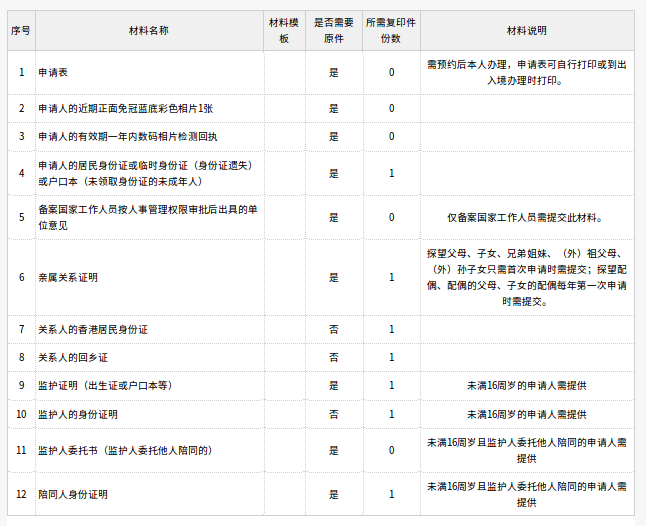 序号 材料名称 材料模板 是否需要原件 所需复印件份数 材料说明
1 申请表 是 0 需预约后本人办理，申请表可自行打印或到出
入境办理时打印。
2 申请人的近期正面免冠蓝底彩色相片1张 是 0
3 申请人的有效期一年内数码相片检测回执 是 0
4 申请人的居民身份证或临时身份证（身份证遗失）
或户口本（未领取身份证的未成年人） 是 1
5 备案国家工作人员按人事管理权限审批后出具的单
位意见 是 0 仅备案国家工作人员需提交此材料。
6 亲属关系证明 是 1 探望父母、子女、兄弟姐妹、（外）祖父母、
（外）孙子女只需首次申请时需提交；探望配
偶、配偶的父母、子女的配偶每年第一次申请
时需提交。
7 关系人的香港居民身份证 否 1
8 关系人的回乡证 否 1
9 监护证明（出生证或户口本等） 是 1 未满16周岁的申请人需提供
10 监护人的身份证明 否 1 未满16周岁的申请人需提供
11 监护人委托书（监护人委托他人陪同的） 是 0 未满16周岁且监护人委托他人陪同的申请人需
提供
12 陪同人身份证明 是 1 未满16周岁且监护人委托他人陪同的申请人需
提供